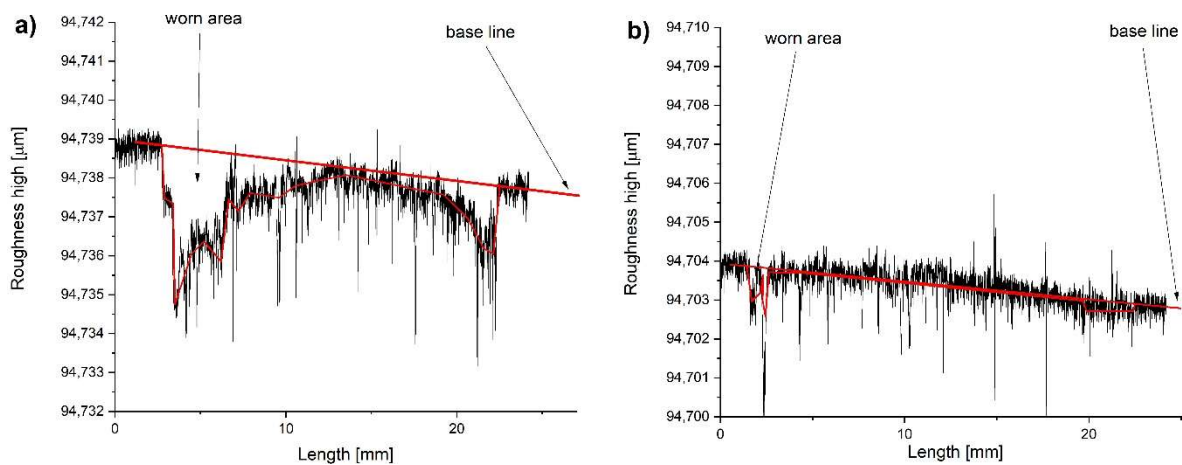 a)
worn area
base line
94,742
94,741
94,740
94,739
94,738
94,737
94,736
94,735
94,734
94,733
94,732
Roughness high [µm]
0
10
20
Length [mm]
b)
worn area
base line
94,710
94,709
94,708
94,707
94,706
94,705
94,704
94,703
94,702
94,701
94,700
Roughness high [µm]
0
10
20
Length [mm]